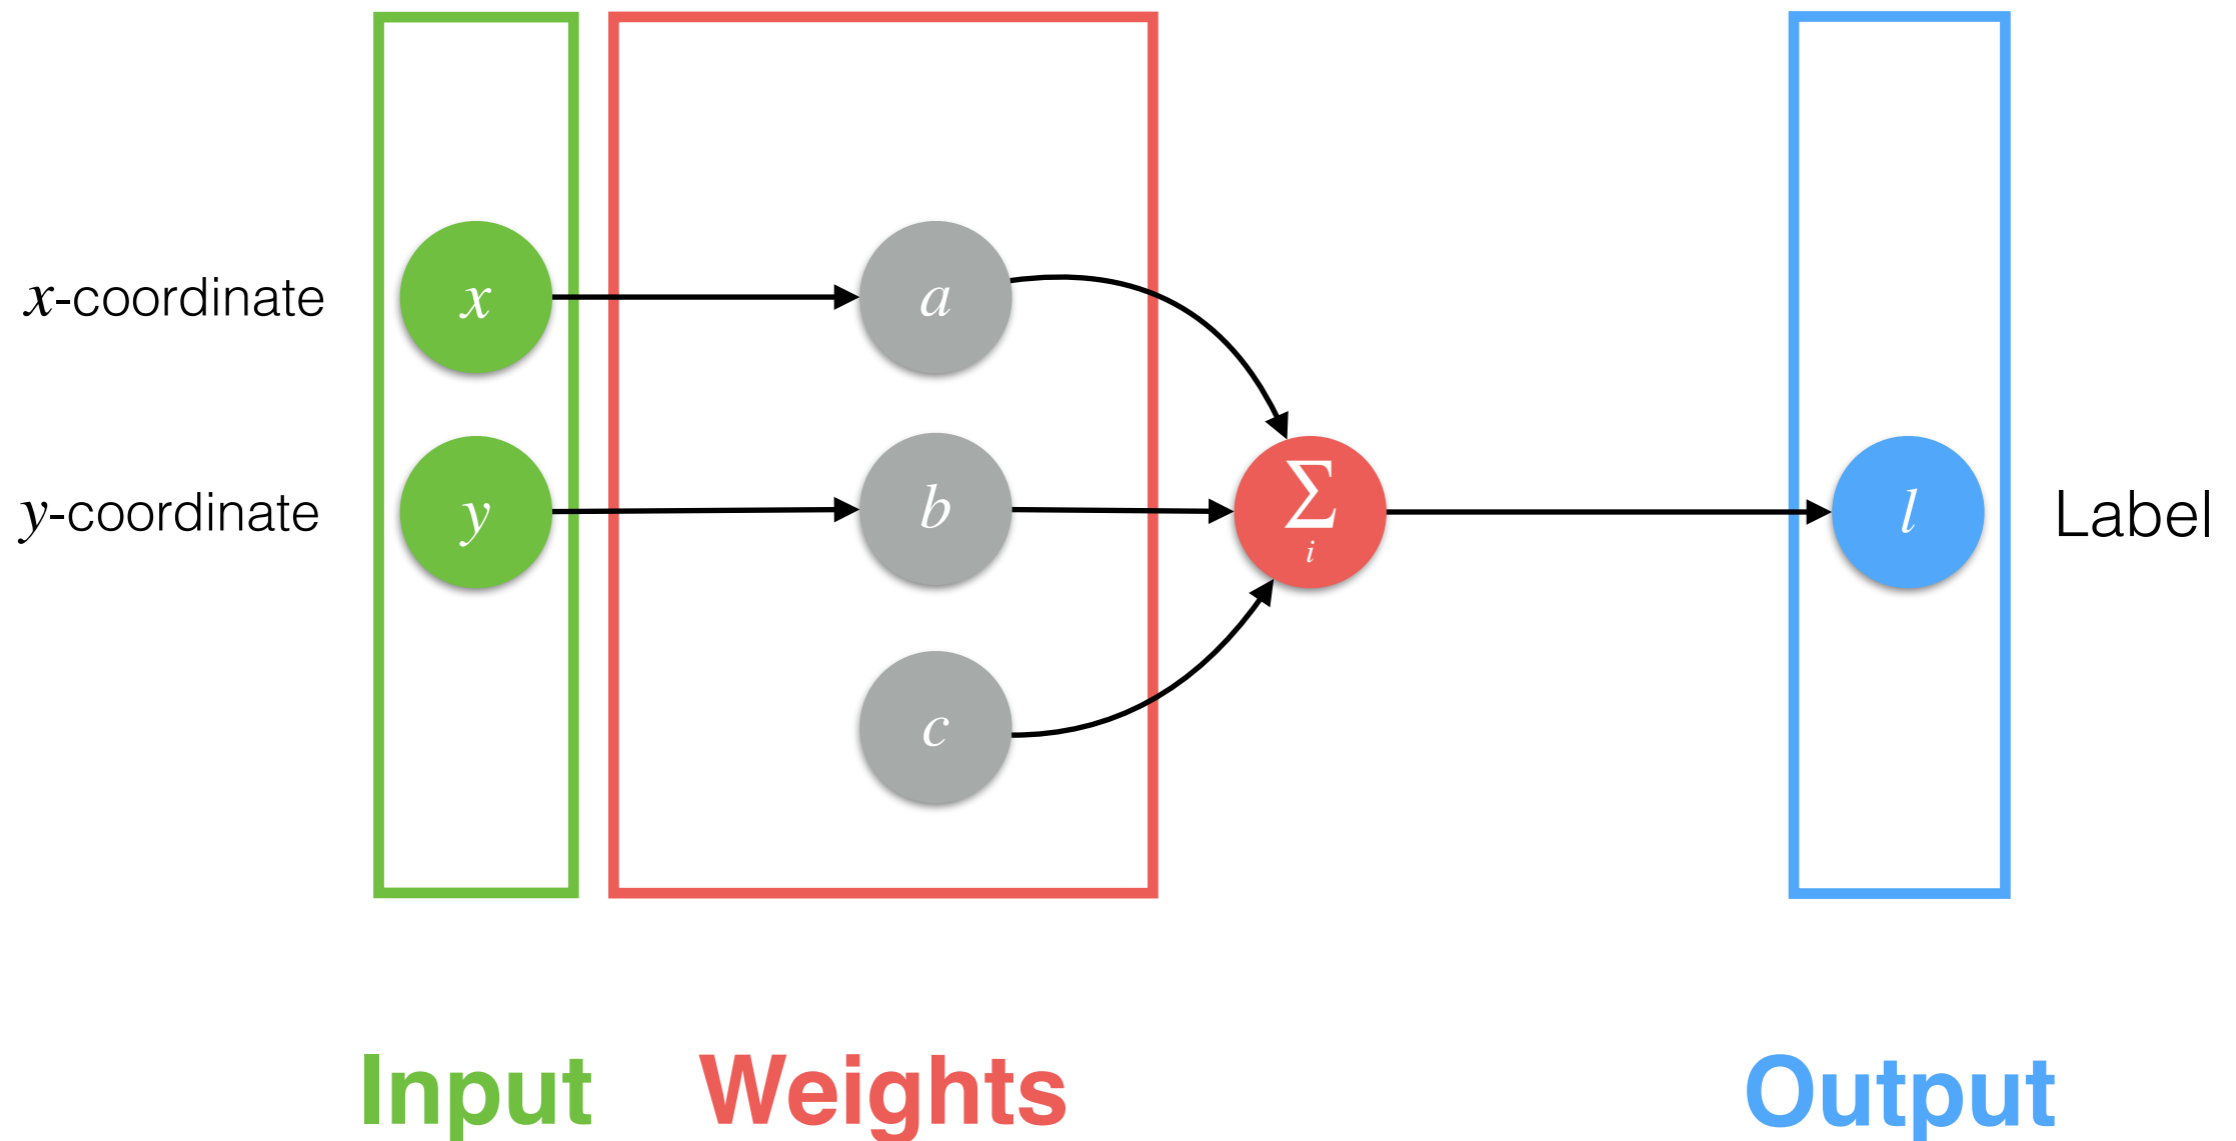 x-coordinate x a
y-coordinate y b Σ i l Label
c
Input Weights Output